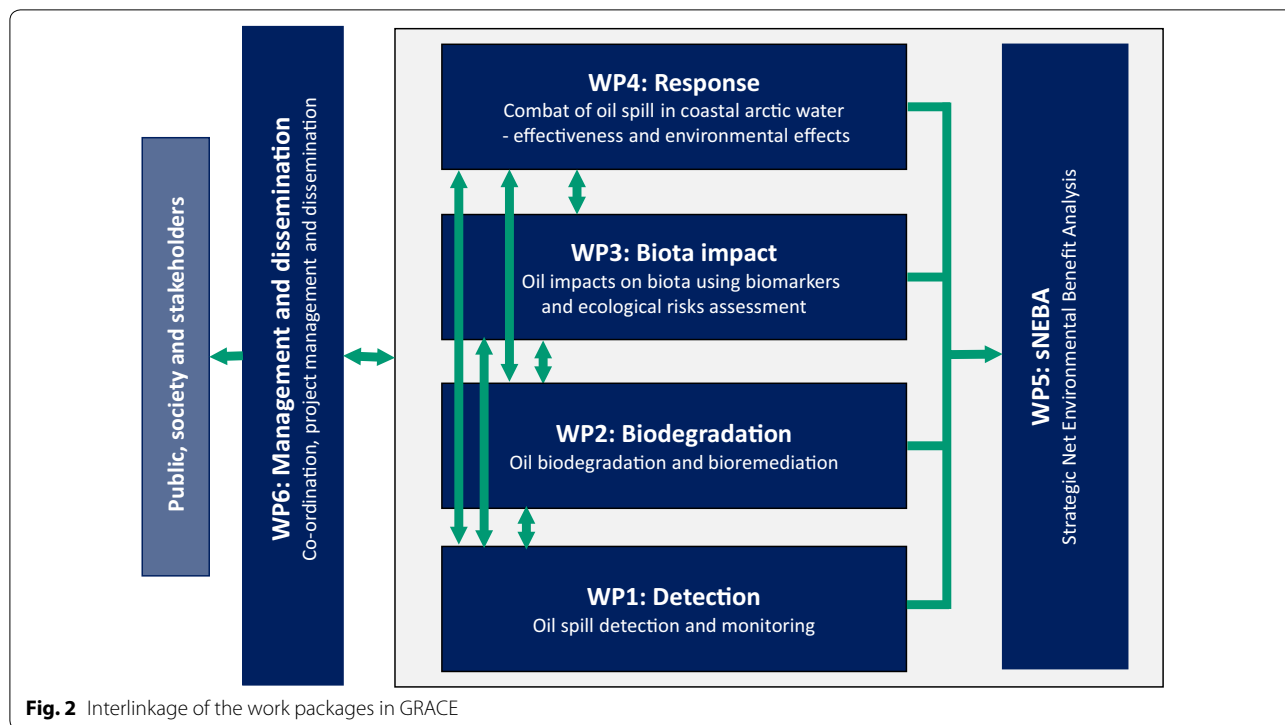 Public, society and stakeholders
WP6: Management and dissemination
Co-ordination, project management and dissemination
WP4: Response
Combat of oil spill in coastal arctic water
- effectiveness and environmental effects
WP3: Biota impact
Oil impacts on biota using biomarkers
and ecological risks assessment
WP2: Biodegradation
Oil biodegradation and bioremediation
WP1: Detection
Oil spill detection and monitoring
WP5: sNEBA
Strategic Net Environmental Benefit Analysis
Fig. 2 Interlinkage of the work packages in GRACE